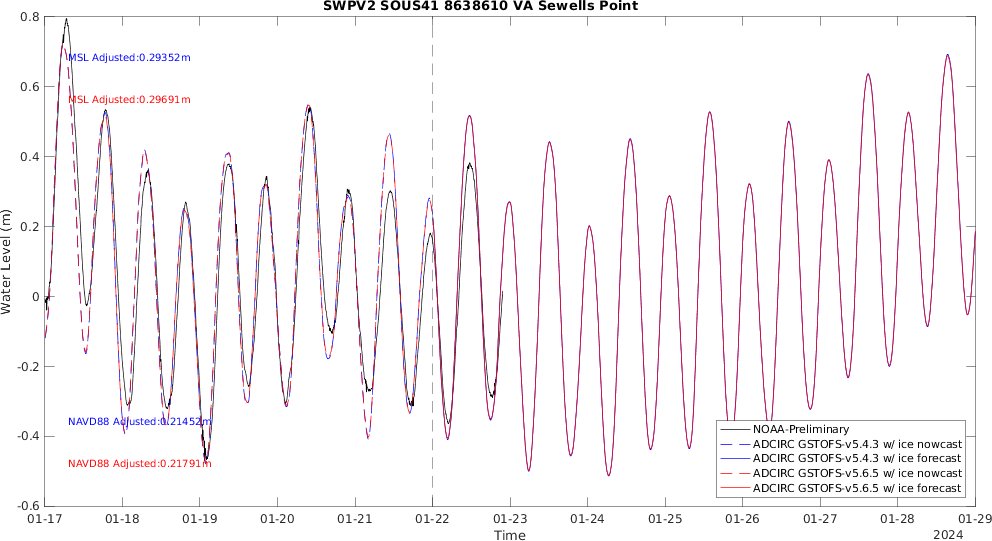 SWPV2 SOUS41 8638610 VA Sewells Point
0.8
MSL Adjusted:0.29352m
0.6
MSL Adjusted:0.29691m
0.4
0.2
Water Level (m)
0
-0.2
NAVD88 Adjusted:0.21452m
-0.4
NAVD88 Adjusted:0.21791m
-0.6
NOAA-Preliminary
ADCIRC GSTOFS-v5.4.3 w/ ice nowcast
ADCIRC GSTOFS-v5.4.3 w/ ice forecast
ADCIRC GSTOFS-v5.6.5 w/ ice nowcast
ADCIRC GSTOFS-v5.6.5 w/ ice forecast
01-17 01-18 01-19 01-20 01-21 01-22 01-23 01-24 01-25 01-26 01-27 01-28 01-29
Time
2024